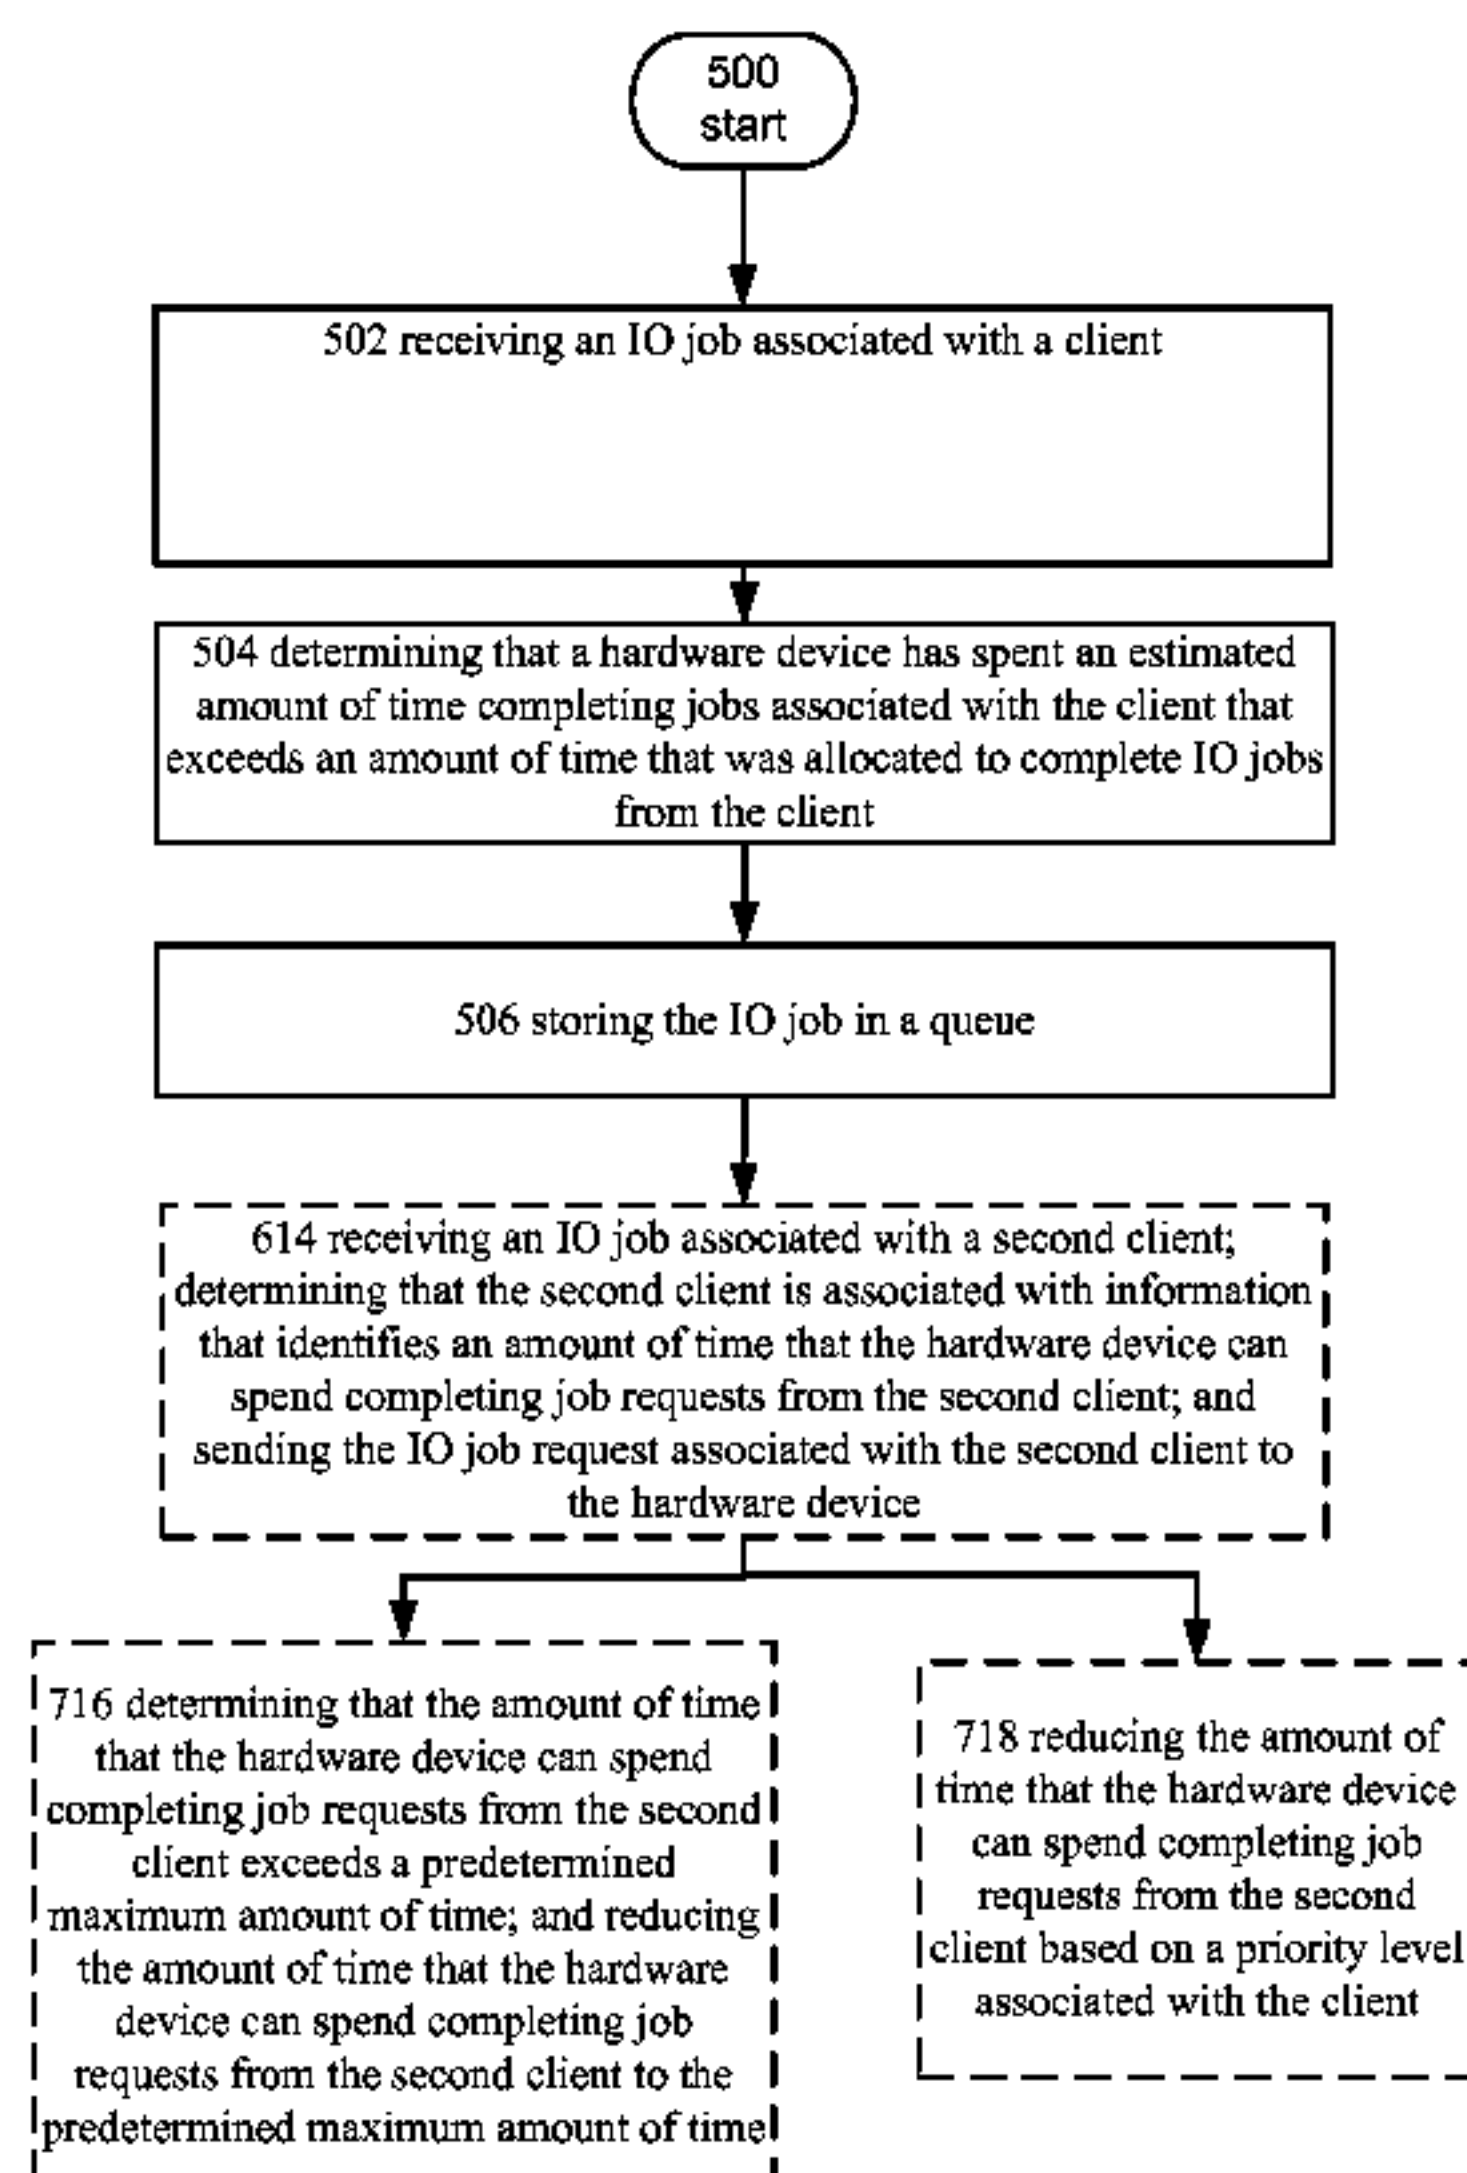 500
start
502 receiving an IO job associated with a client
504 determining that a hardware device has spent an estimated
amount of time completing jobs associated with the client that
exceeds an amount of time that was allocated to complete IO jobs
from the client
506 storing the IO job in a queue
614 receiving an IO job associated with a second client;
determining that the second client is associated with information
that identifies an amount of time that the hardware device can
spend completing job requests from the second client; and
sending the IO job request associated with the second client to
the hardware device
716 determining that the amount of time
that the hardware device can spend
completing job requests from the second
client exceeds a predetermined
maximum amount of time; and reducing
the amount of time that the hardware
device can spend completing job
requests from the second client to the
predetermined maximum amount of time
718 reducing the amount of
time that the hardware device
can spend completing job
requests from the second
client based on a priority level
associated with the client